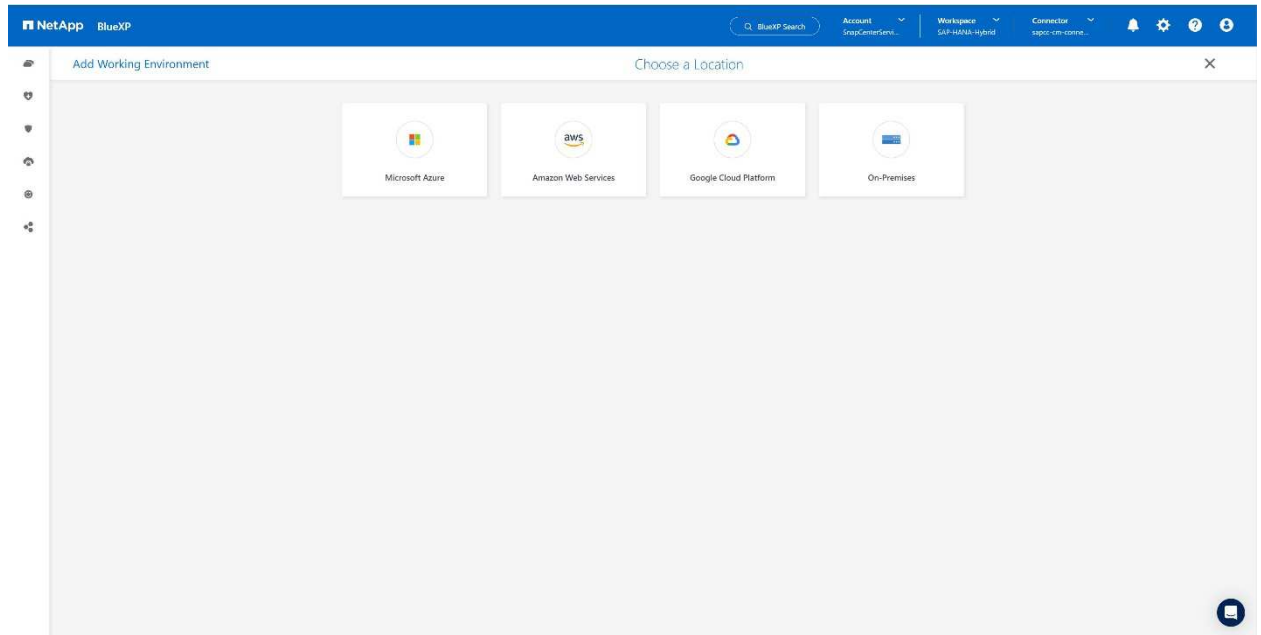 NetApp BlueXP
BlueXP Search
Account
SnapCenterServi...
Workspace
SAP-HANA-Hybrid
Connector
sapcc-cm-conne...
Add Working Environment
Choose a Location
aws
Microsoft Azure
Amazon Web Services
Google Cloud Platform
On-Premises